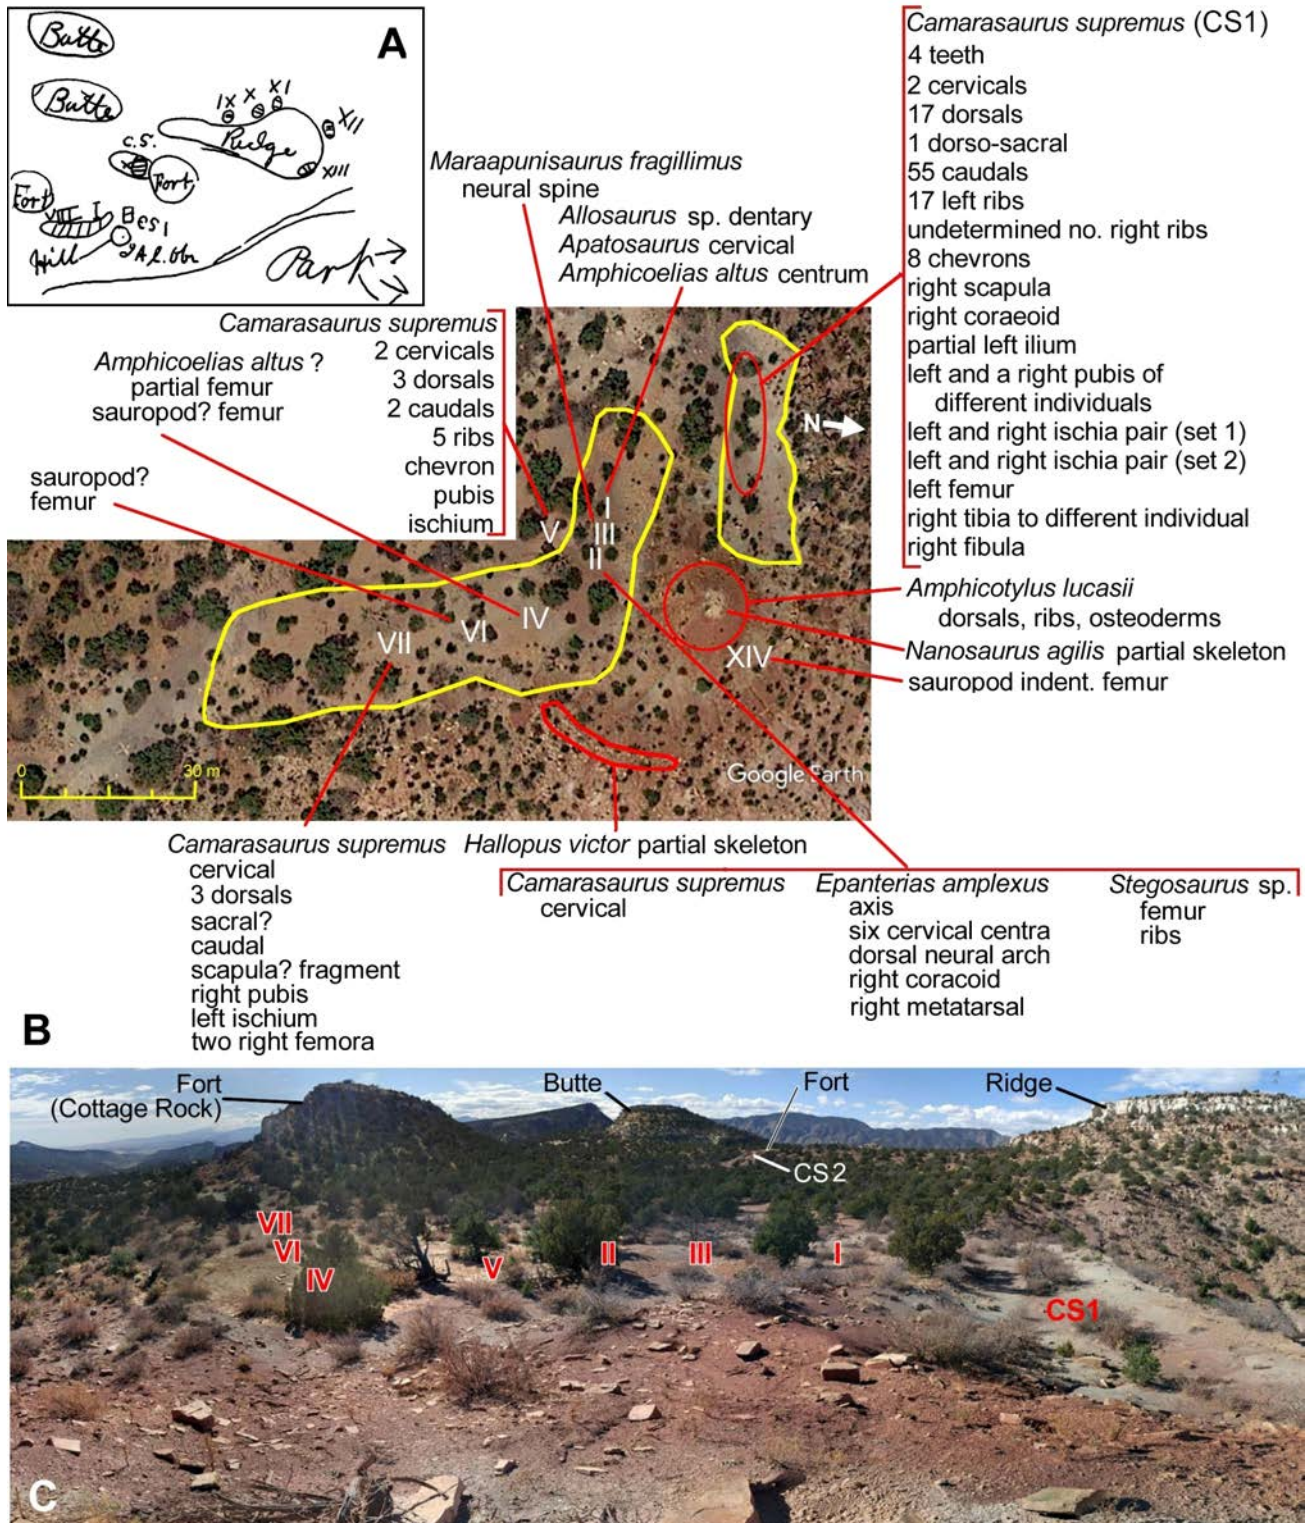 A
Butte
Butte
IX X XI
XII
Ridge
XIII
C.S.
Fort
Fort
VII I
CS1
Hill
Park
Camarasaurus supremus (CS1)
4 teeth
2 cervicals
17 dorsals
1 dorso-sacral
55 caudals
17 left ribs
undetermined no. right ribs
8 chevrons
right scapula
right coraeoid
partial left ilium
left and a right pubis of
different individuals
left and right ischia pair (set 1)
left and right ischia pair (set 2)
left femur
right tibia to different individual
right fibula
Maraapunisaurus fragillimus
neural spine
Allosaurus sp. dentary
Apatosaurus cervical
Amphicoelias altus centrum
Camarasaurus supremus
2 cervicals
3 dorsals
2 caudals
5 ribs
chevron
pubis
ischium
Amphicoelias altus ?
partial femur
sauropod? femur
sauropod?
femur
N
I
III
II
V
IV
VI
VII
XIV
Amphicotylus lucasii
dorsals, ribs, osteoderms
Nanosaurus agilis partial skeleton
sauropod indent. femur
0 30 m
Google Earth
Camarasaurus supremus
cervical
3 dorsals
sacral?
caudal
scapula? fragment
right pubis
left ischium
two right femora
Hallopus victor partial skeleton
Camarasaurus supremus
cervical
Epanterias amplexus
axis
six cervical centra
dorsal neural arch
right coracoid
right metatarsal
Stegosaurus sp.
femur
ribs
B
Fort
(Cottage Rock)
Butte
Fort
Ridge
CS2
VII
VI
IV
V
II
III
I
CS1
C